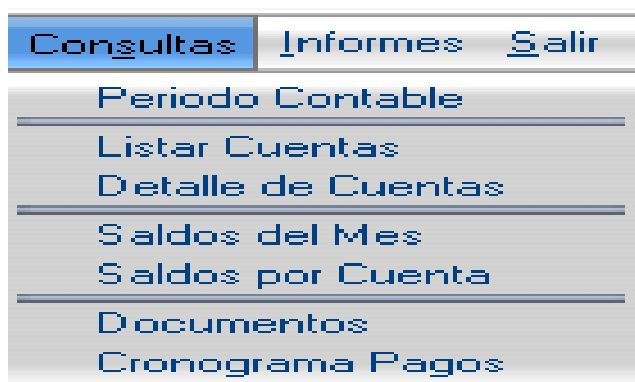 Consultas Informes Salir
Periodo Contable
Listar Cuentas
Detalle de Cuentas
Saldos del Mes
Saldos por Cuenta
Documentos
Cronograma Pagos